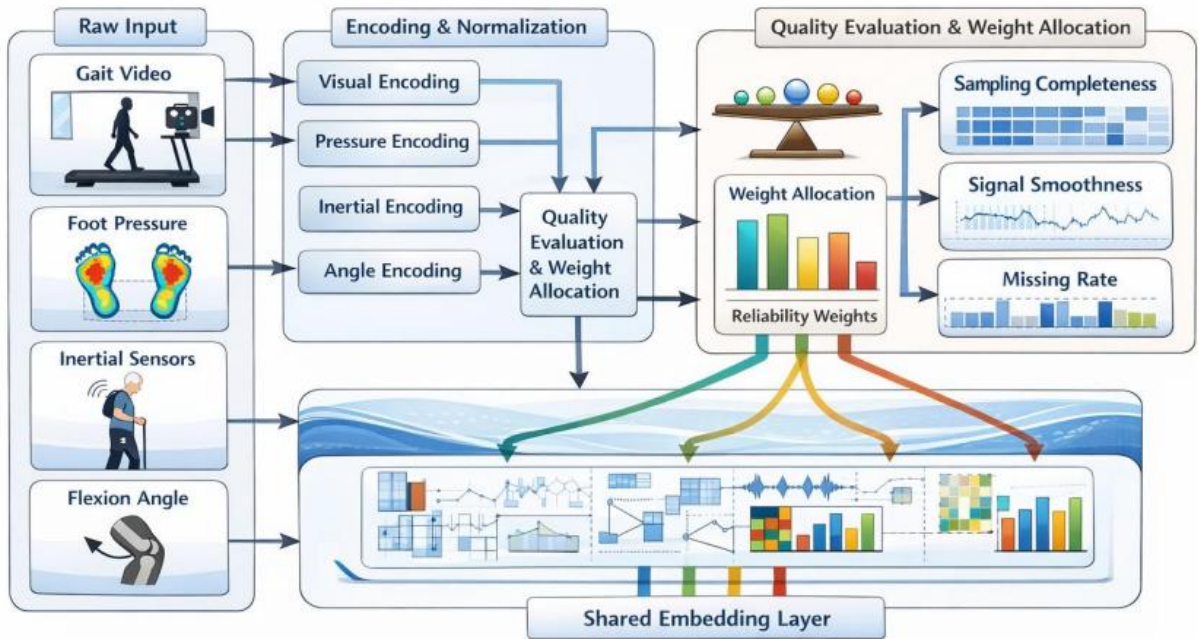 Raw Input
Gait Video
Foot Pressure
Inertial Sensors
Flexion Angle
Encoding & Normalization
Visual Encoding
Pressure Encoding
Inertial Encoding
Angle Encoding
Quality
Evaluation
& Weight
Allocation
Quality Evaluation & Weight Allocation
Weight Allocation
Reliability Weights
Sampling Completeness
Signal Smoothness
Missing Rate
Shared Embedding Layer